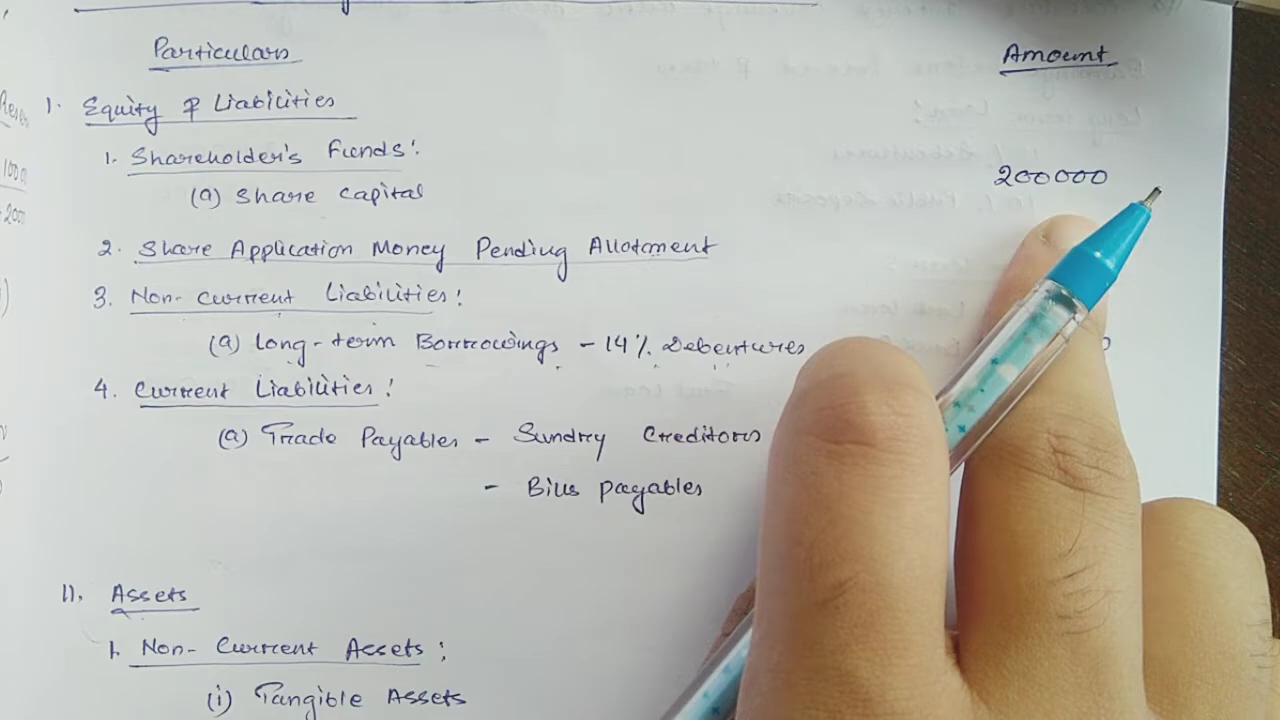 Particulars Amount
1. Equity & Liabilities
1. Shareholder's Funds:
(a) Share Capital 200000
2. Share Application Money Pending Allotment
3. Non-Current Liabilities:
(a) Long-term Borrowings - 14% Debentures
4. Current Liabilities:
(a) Trade Payables - Sundry Creditors
- Bills payables
II. Assets
1. Non-Current Assets:
(i) Tangible Assets